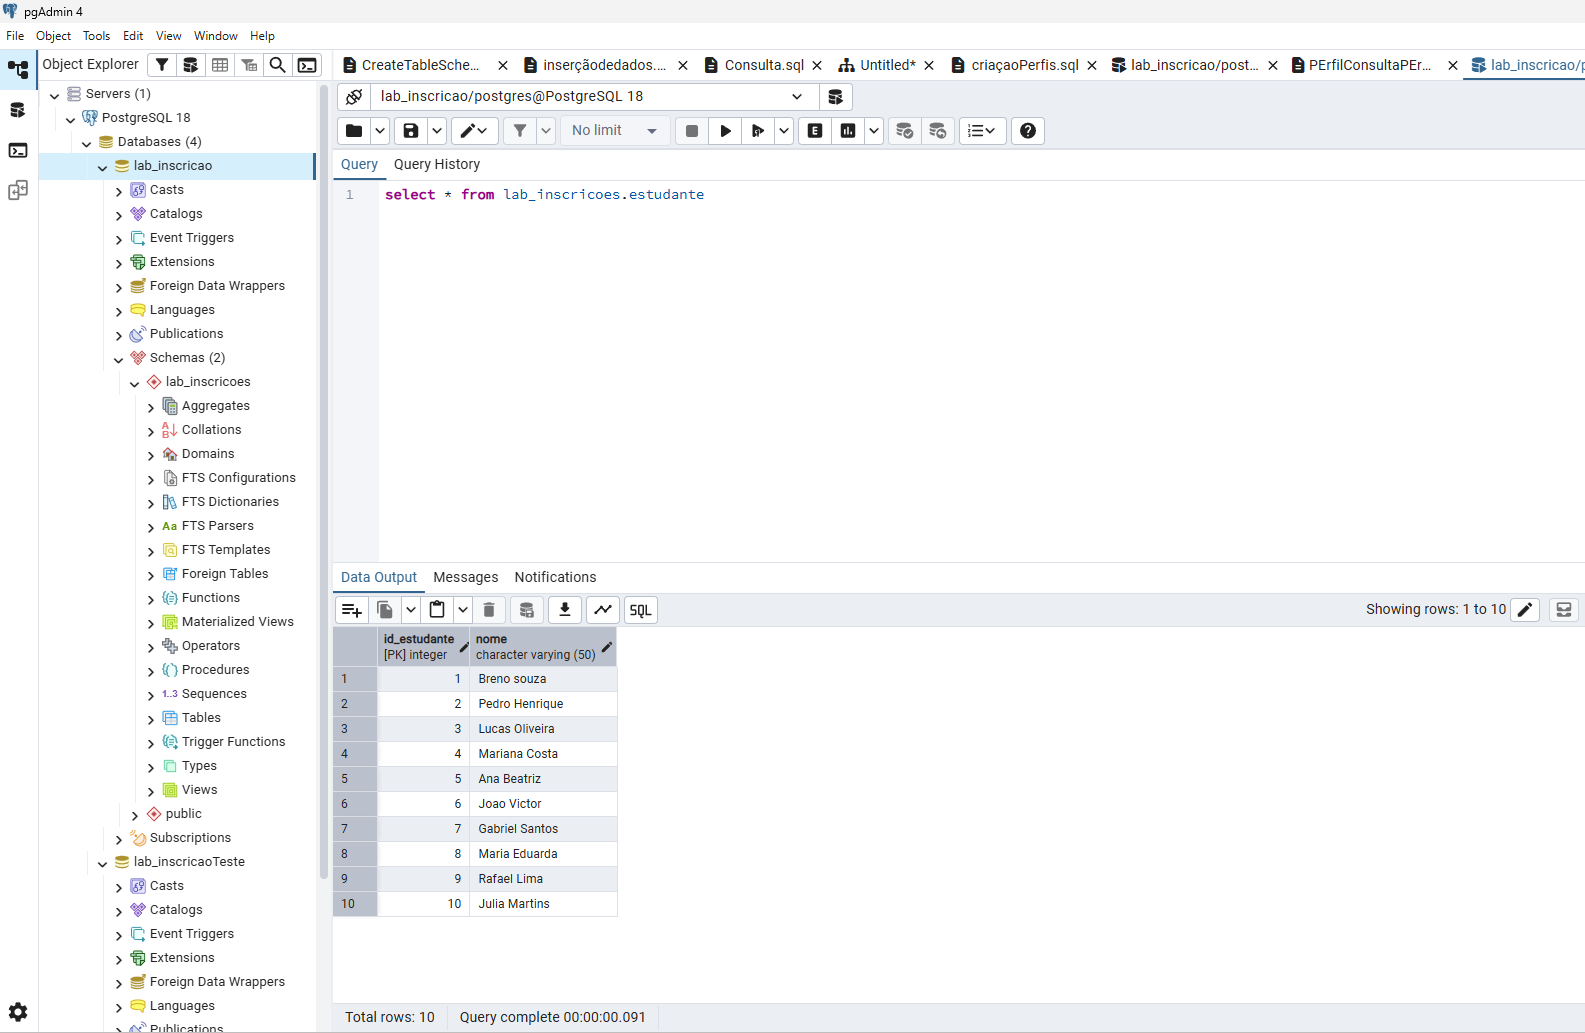 pgAdmin 4
File Object Tools Edit View Window Help
Object Explorer
CreateTableSche...
inserçãodedados....
Consulta.sql
Untitled*
criaçaoPerfis.sql
lab_inscricao/post...
PErfilConsultaPEr...
lab_inscricao/p
Servers (1)
PostgreSQL 18
Databases (4)
lab_inscricao
Casts
Catalogs
Event Triggers
Extensions
Foreign Data Wrappers
Languages
Publications
Schemas (2)
lab_inscricoes
Aggregates
Collations
Domains
FTS Configurations
FTS Dictionaries
Aa FTS Parsers
FTS Templates
Foreign Tables
Functions
Materialized Views
Operators
Procedures
1..3 Sequences
Tables
Trigger Functions
Types
Views
public
Subscriptions
lab_inscricaoTeste
Casts
Catalogs
Event Triggers
Extensions
Foreign Data Wrappers
Languages
Publications
lab_inscricao/postgres@PostgreSQL 18
No limit
E
Query Query History
1 select * from lab_inscricoes.estudante
Data Output Messages Notifications
SQL
Showing rows: 1 to 10
id_estudante nome
[PK] integer character varying (50)
1 1 Breno souza
2 2 Pedro Henrique
3 3 Lucas Oliveira
4 4 Mariana Costa
5 5 Ana Beatriz
6 6 Joao Victor
7 7 Gabriel Santos
8 8 Maria Eduarda
9 9 Rafael Lima
10 10 Julia Martins
Total rows: 10 Query complete 00:00:00.091